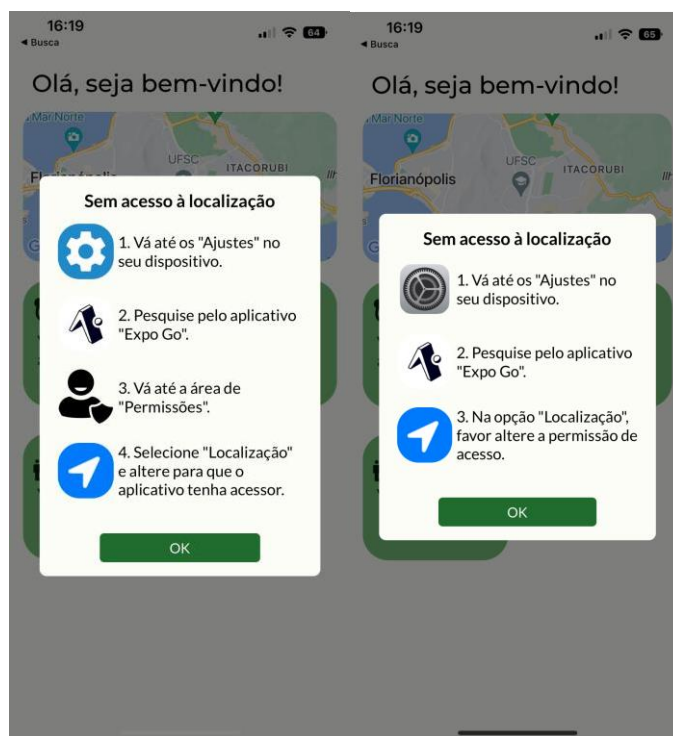 16:19
◀ Busca
64
Olá, seja bem-vindo!
Mar Norte
UFSC
ITACORUBI
Sem acesso à localização
1. Vá até os "Ajustes" no
seu dispositivo.
2. Pesquise pelo aplicativo
"Expo Go".
3. Vá até a área de
"Permissões".
4. Selecione "Localização"
e altere para que o
aplicativo tenha acessor.
OK
16:19
◀ Busca
65
Olá, seja bem-vindo!
Mar Norte
UFSC
ITACORUBI
Florianópolis
Sem acesso à localização
1. Vá até os "Ajustes" no
seu dispositivo.
2. Pesquise pelo aplicativo
"Expo Go".
3. Na opção "Localização",
favor altere a permissão de
acesso.
OK